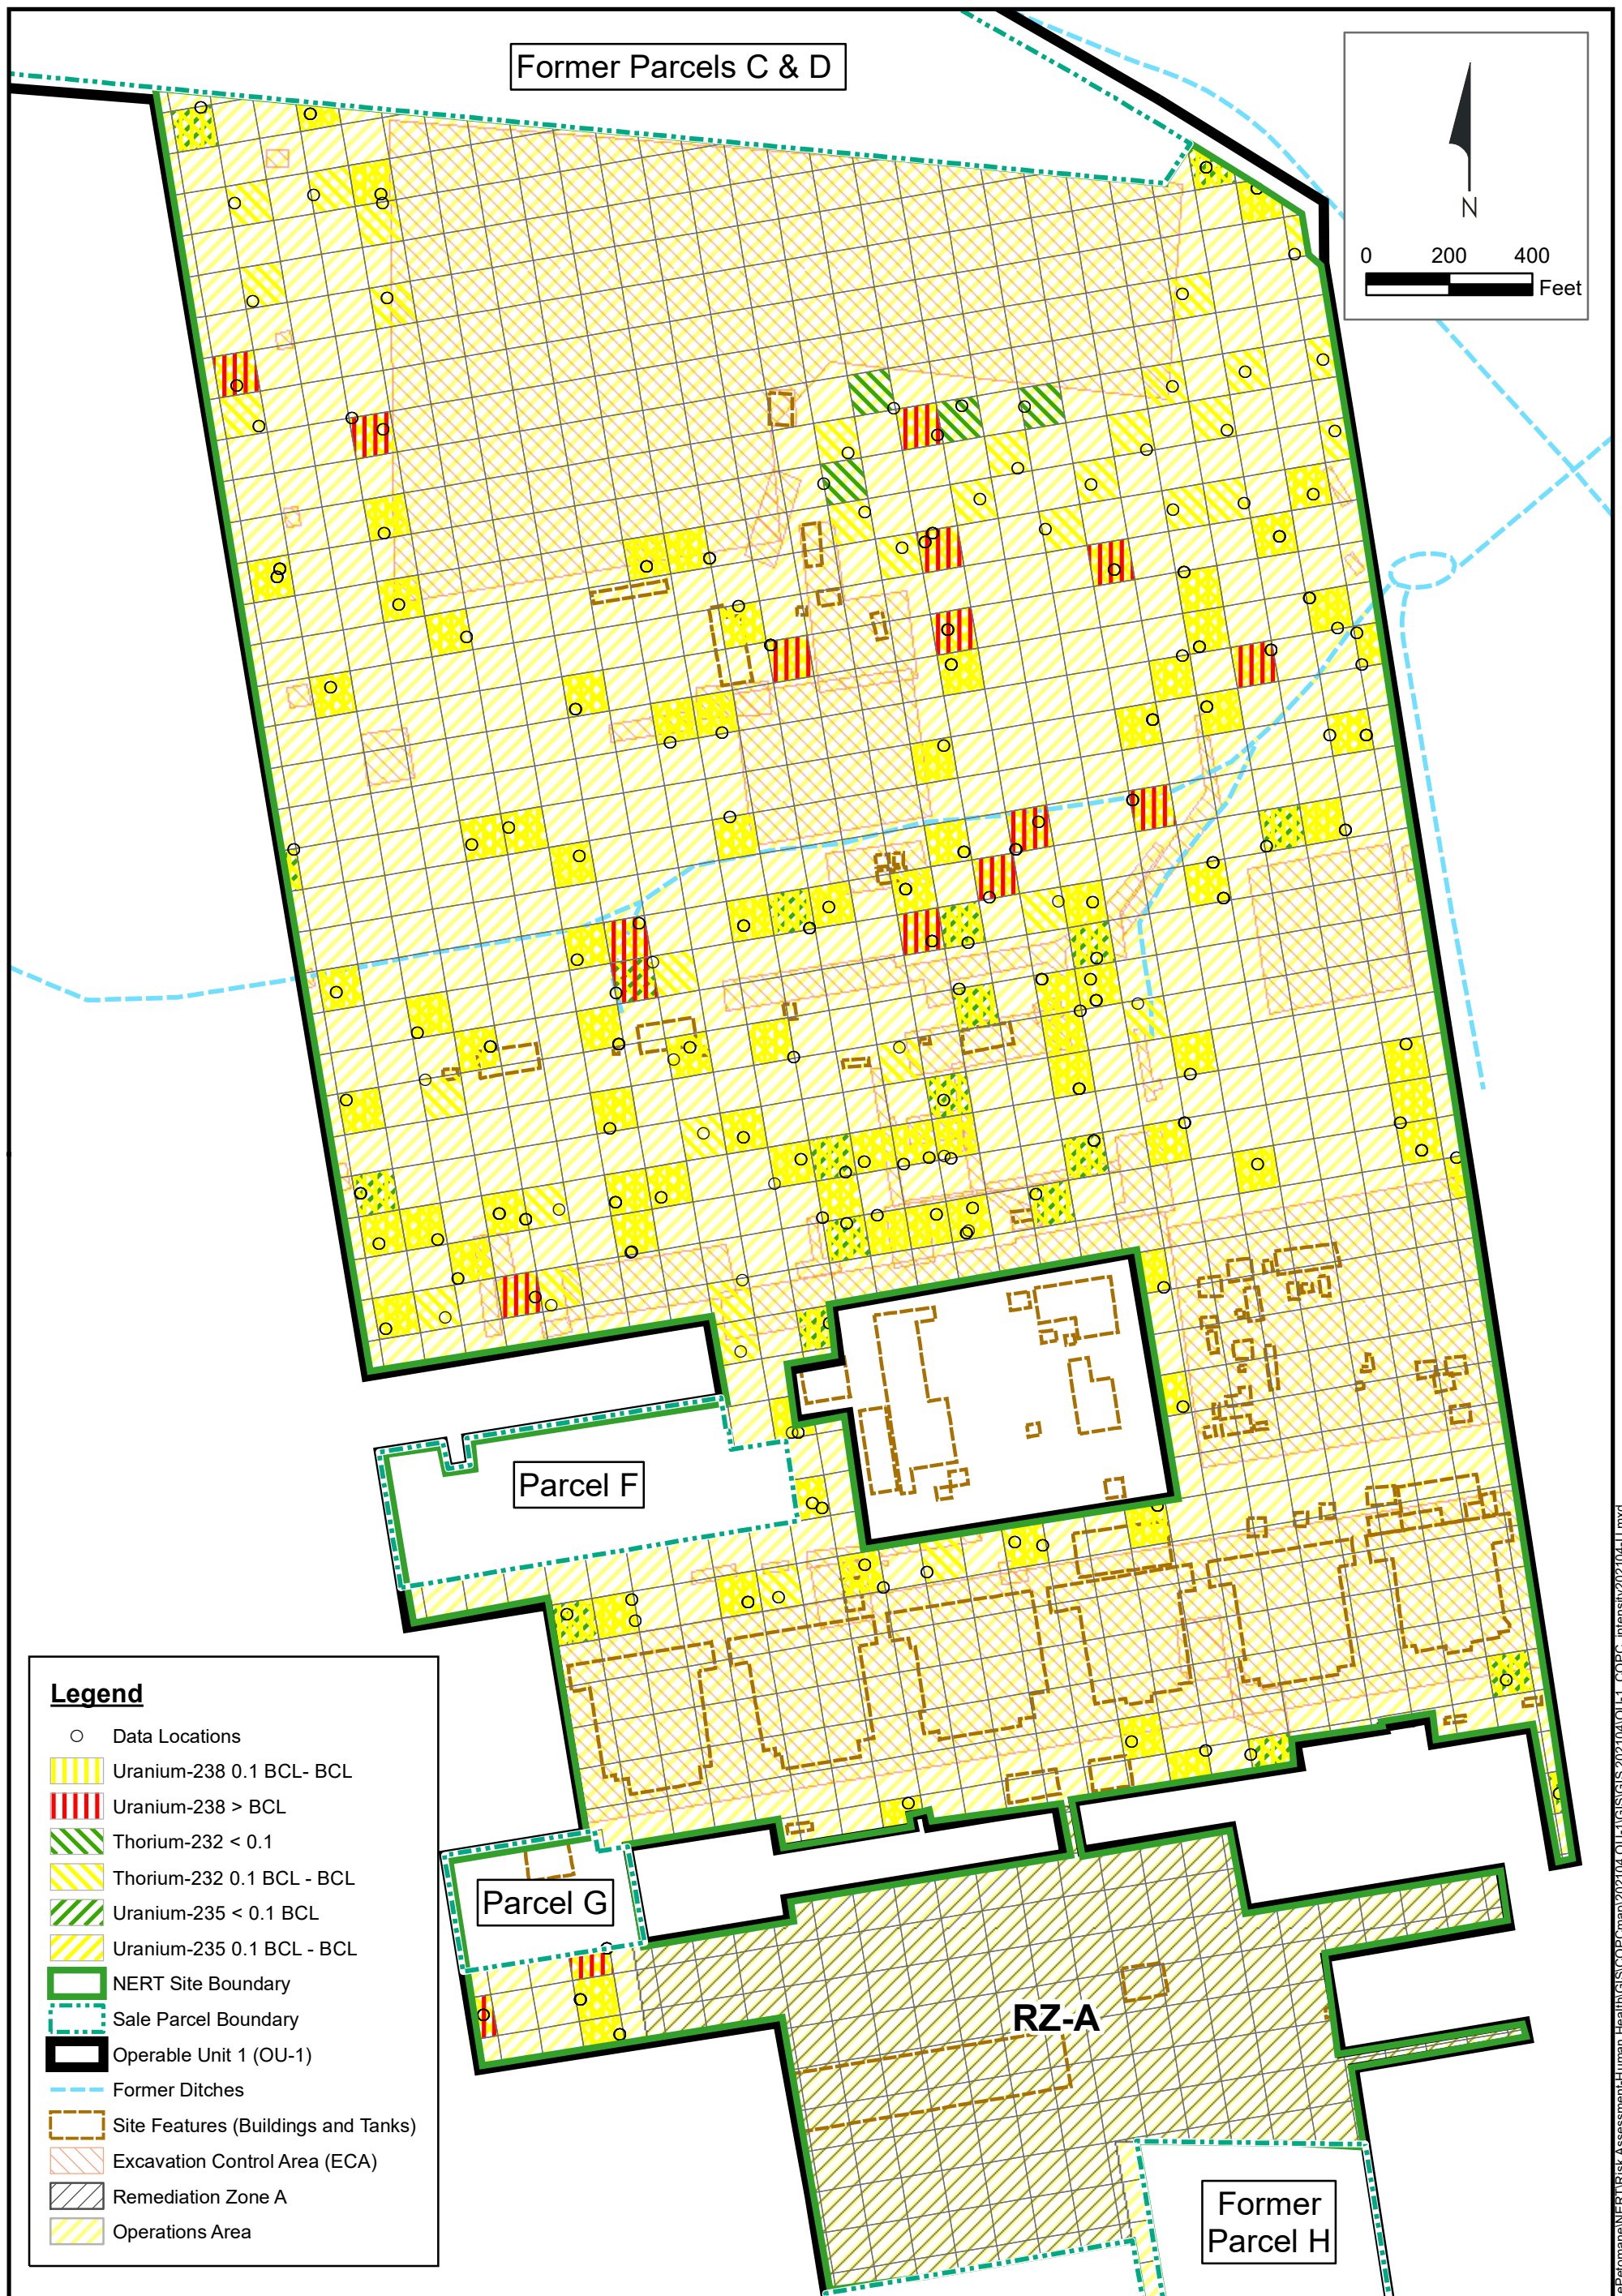 Former Parcels C & D
N
0 200 400
Feet
Parcel F
Parcel G
RZ-A
Former
Parcel H
Legend
Data Locations
Uranium-238 0.1 BCL- BCL
Uranium-238 > BCL
Thorium-232 < 0.1
Thorium-232 0.1 BCL - BCL
Uranium-235 < 0.1 BCL
Uranium-235 0.1 BCL - BCL
NERT Site Boundary
Sale Parcel Boundary
Operable Unit 1 (OU-1)
Former Ditches
Site Features (Buildings and Tanks)
Excavation Control Area (ECA)
Remediation Zone A
Operations Area